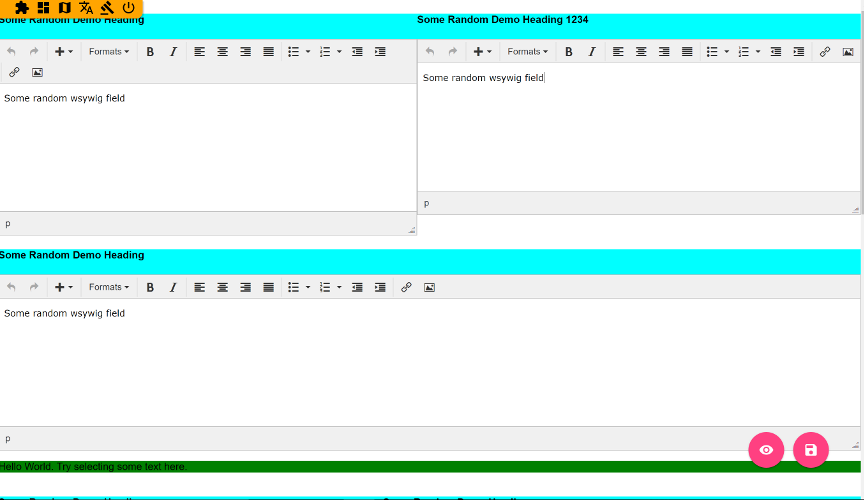 Some Random Demo Heading
Some Random Demo Heading 1234
Formats
B I
Formats
B I
Some random wsywig field
Some random wsywig field
p
p
Some Random Demo Heading
Formats
B I
Some random wsywig field
p
Hello World. Try selecting some text here.